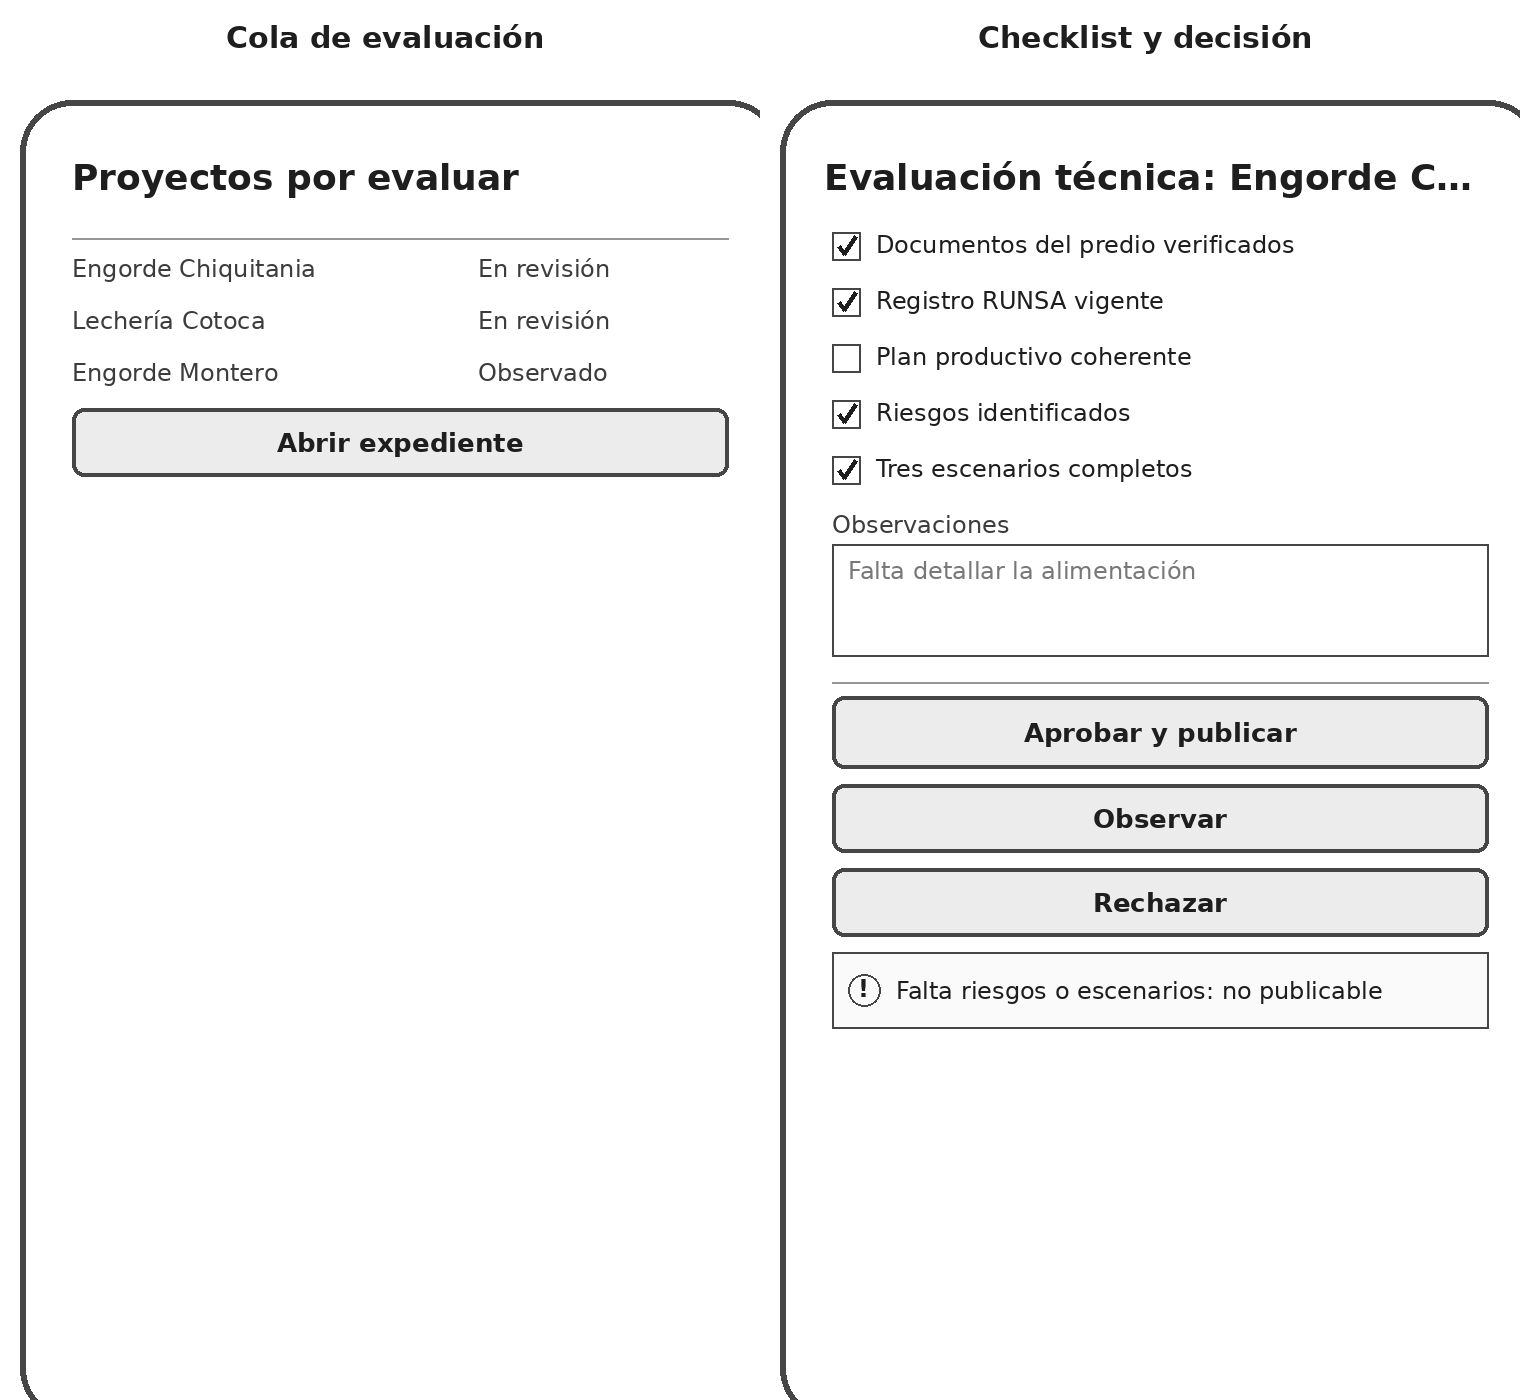 Cola de evaluación
Proyectos por evaluar
Engorde Chiquitania En revisión
Lechería Cotoca En revisión
Engorde Montero Observado
Abrir expediente
Checklist y decisión
Evaluación técnica: Engorde C...
Documentos del predio verificados
Registro RUNSA vigente
Plan productivo coherente
Riesgos identificados
Tres escenarios completos
Observaciones
Falta detallar la alimentación
Aprobar y publicar
Observar
Rechazar
! Falta riesgos o escenarios: no publicable